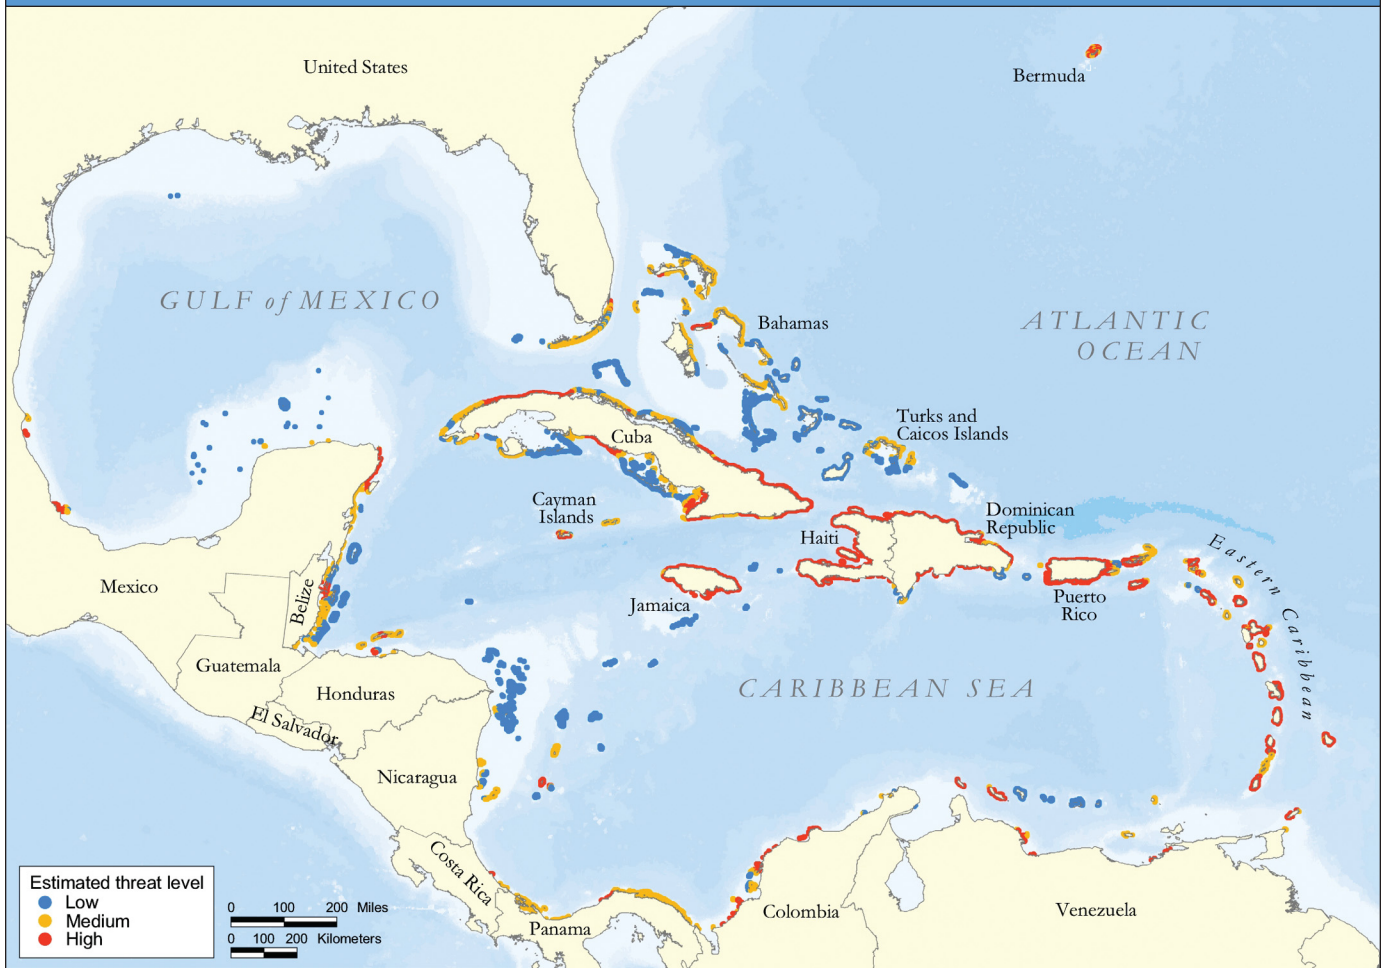 United States
Bermuda
GULF of MEXICO
ATLANTIC
OCEAN
Bahamas
Turks and
Caicos Islands
Cuba
Cayman
Islands
Dominican
Republic
Haiti
Eastern Caribbean
Mexico
Belize
Jamaica
Puerto
Rico
Guatemala
Honduras
CARIBBEAN SEA
El Salvador
Nicaragua
Costa Rica
Panama
Colombia
Venezuela
Estimated threat level
Low
Medium
High
0 100 200 Miles
0 100 200 Kilometers